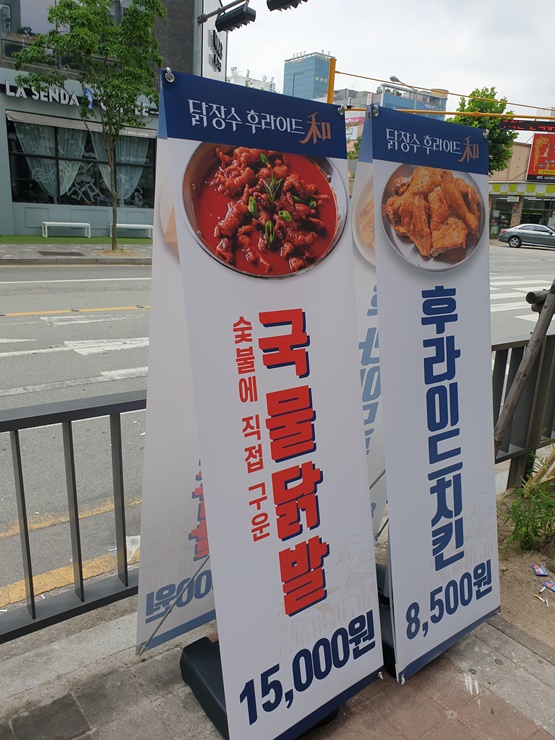 LA SENDA
닭장수 후라이드 和
숯불에 직접 구운
국물닭발
15,000원
닭장수 후라이드 和
후라이드치킨
8,500원